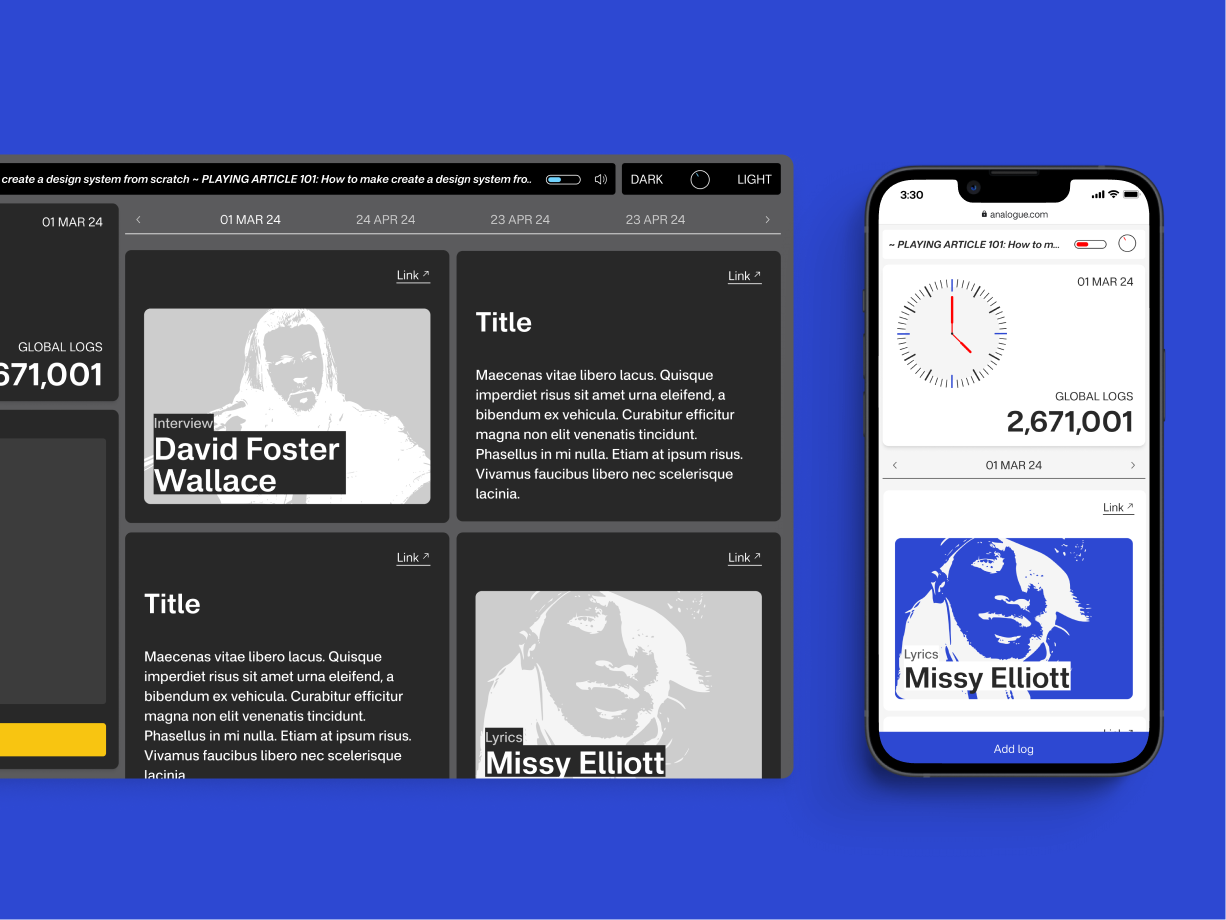 create a design system from scratch ~ PLAYING ARTICLE 101: How to make create a design system fro..
DARK
LIGHT
01 MAR 24
GLOBAL LOGS
671,001
01 MAR 24
24 APR 24
23 APR 24
23 APR 24
Link
Interview
David Foster
Wallace
Link
Title
Maecenas vitae libero lacus. Quisque
imperdiet risus sit amet urna eleifend, a
bibendum ex vehicula. Curabitur efficitur
magna non elit venenatis tincidunt.
Phasellus in mi nulla. Etiam at ipsum risus.
Vivamus faucibus libero nec scelerisque
lacinia.
Link
Title
Maecenas vitae libero lacus. Quisque
imperdiet risus sit amet urna eleifend, a
bibendum ex vehicula. Curabitur efficitur
magna non elit venenatis tincidunt.
Phasellus in mi nulla. Etiam at ipsum risus.
Vivamus faucibus libero nec scelerisque
lacinia
Link
Lyrics
Missy Elliott
3:30
analogue.com
~ PLAYING ARTICLE 101: How to m...
01 MAR 24
GLOBAL LOGS
2,671,001
01 MAR 24
Link
Lyrics
Missy Elliott
Add log